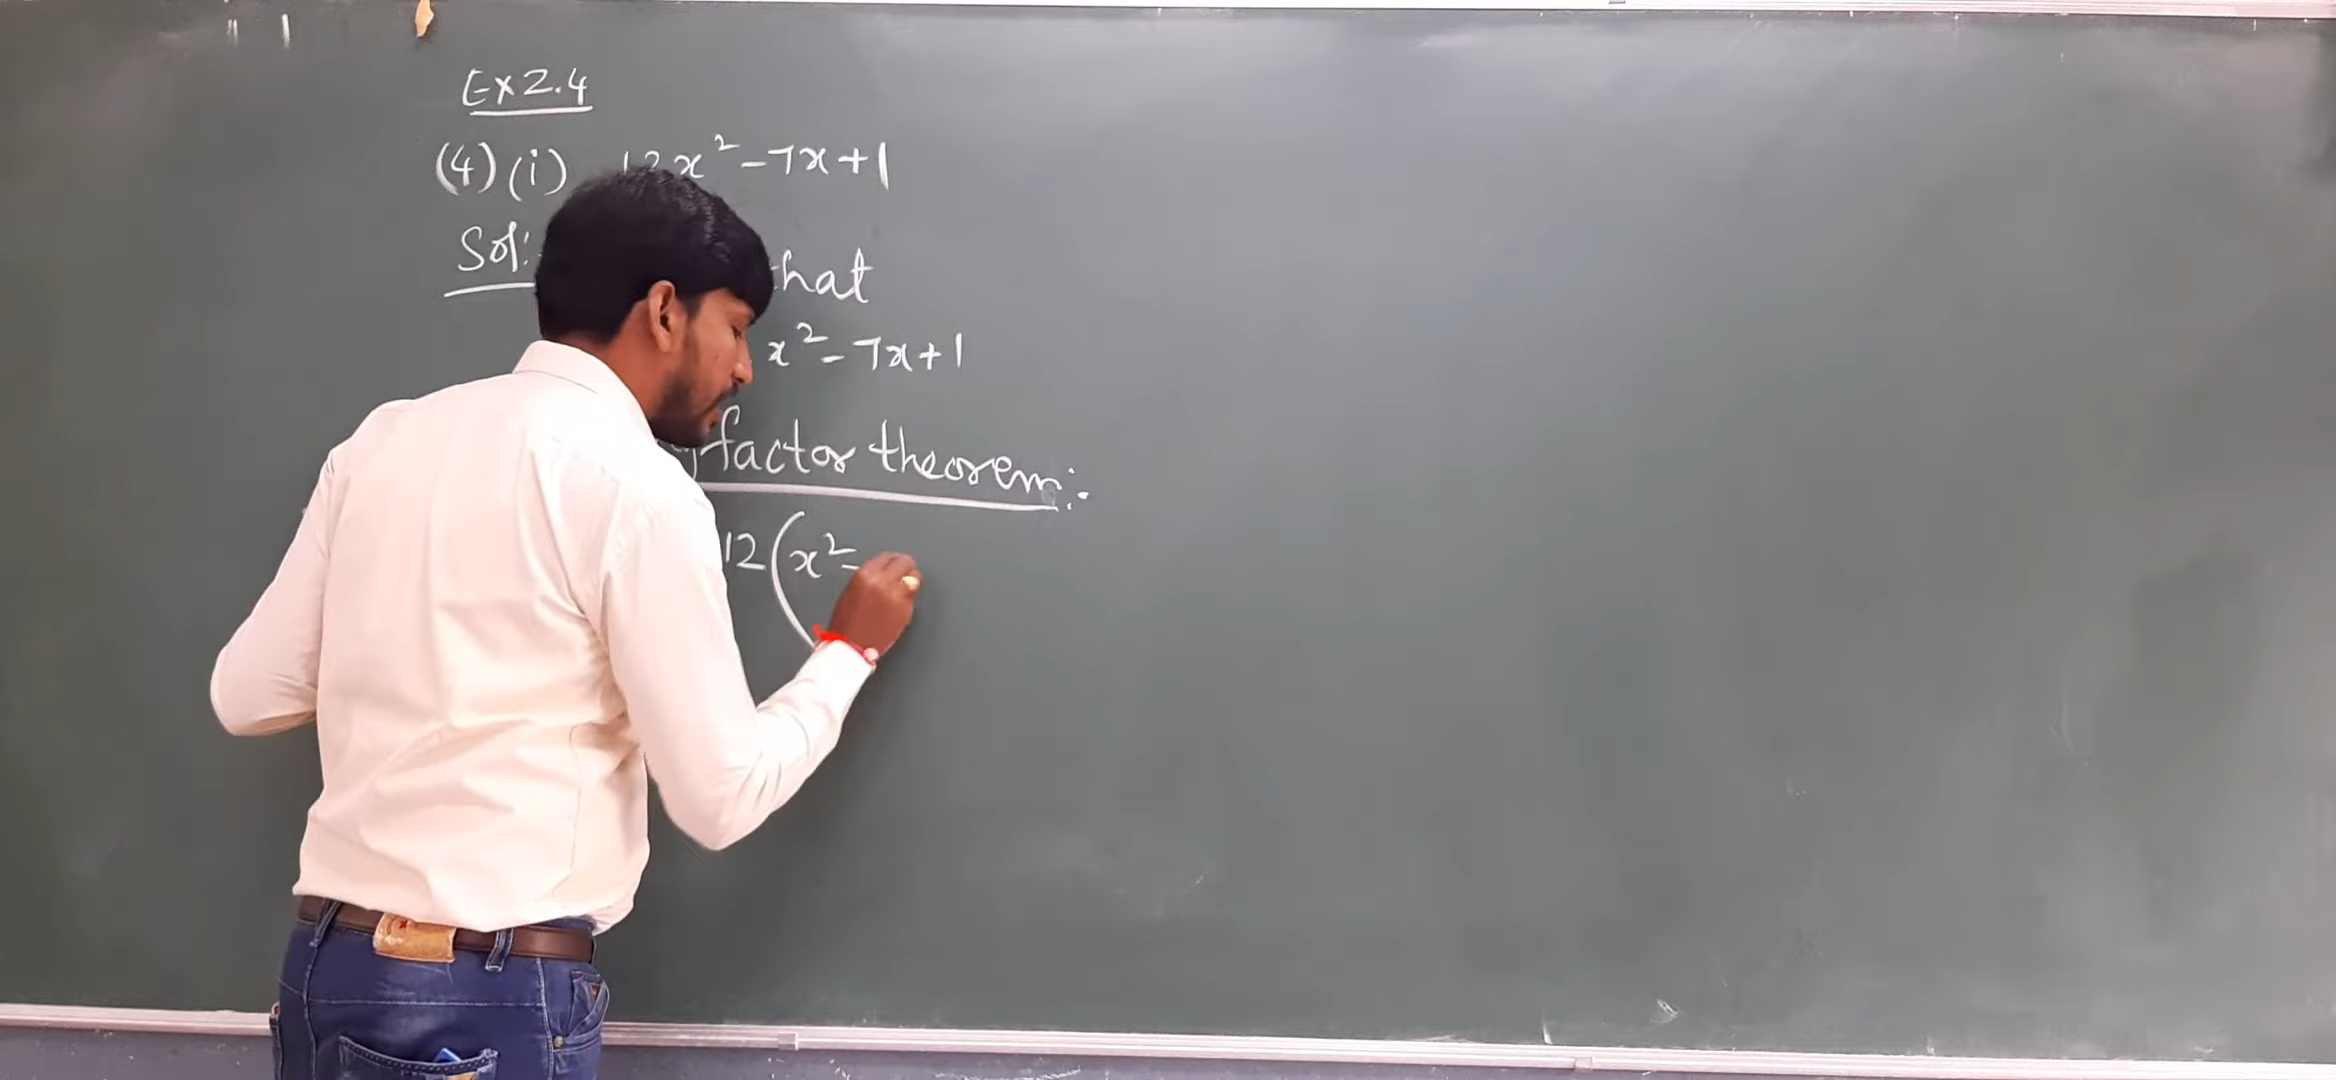 Ex 2.4
(4) (i) 12x² - 7x + 1
Sol:-
that
x² - 7x + 1
factor theorem:-
12(x² -